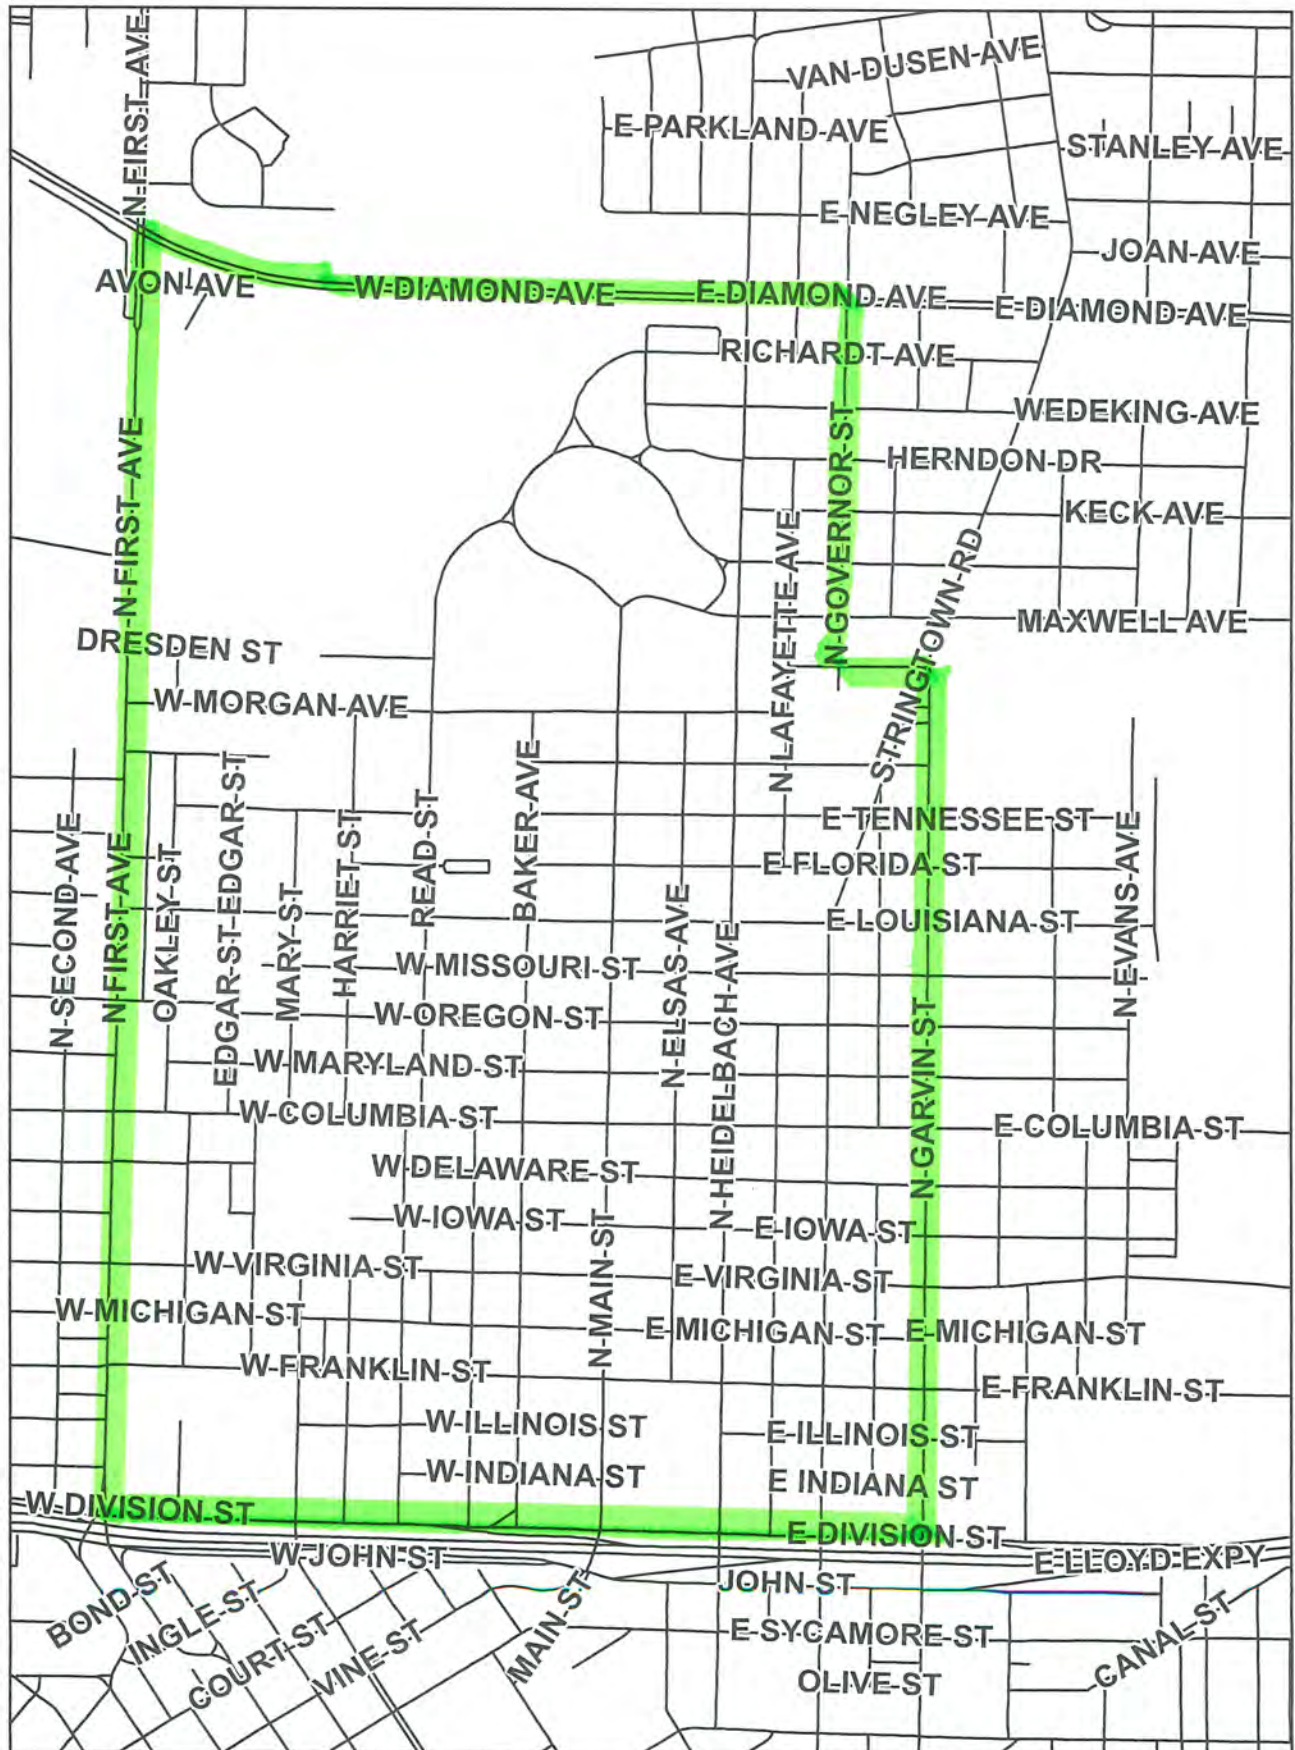 N FIRST AVE
VAN DUSEN AVE
E PARKLAND AVE
STANLEY AVE
E NEGLEY AVE
JOAN AVE
AVON AVE
W DIAMOND AVE
E DIAMOND AVE
E DIAMOND AVE
RICHARDT AVE
WEDEKING AVE
N FIRST AVE
N GOVERNOR ST
HERNDON DR
KECK AVE
N LAFAYETTE AVE
STRINGTOWN RD
MAXWELL AVE
DRESDEN ST
W MORGAN AVE
N SECOND AVE
N FIRST AVE
OAKLEY ST
EDGAR ST
EDGAR ST
EDGAR ST
MARY ST
HARRIET ST
READ ST
BAKER AVE
E TENNESSEE ST
E FLORIDA ST
N ELSAS AVE
N HEIDELBACH AVE
E LOUISIANA ST
N EVANS AVE
W MISSOURI ST
W OREGON ST
N GARVIN ST
W MARYLAND ST
W COLUMBIA ST
E COLUMBIA ST
W DELAWARE ST
W IOWA ST
E IOWA ST
N MAIN ST
W VIRGINIA ST
E VIRGINIA ST
W MICHIGAN ST
E MICHIGAN ST
E MICHIGAN ST
W FRANKLIN ST
E FRANKLIN ST
W ILLINOIS ST
E ILLINOIS ST
W INDIANA ST
E INDIANA ST
W DIVISION ST
E DIVISION ST
W JOHN ST
E LLOYD EXPY
JOHN ST
BOND ST
INGLE ST
COURT ST
VINE ST
MAIN ST
E SYCAMORE ST
CANAL ST
OLIVE ST